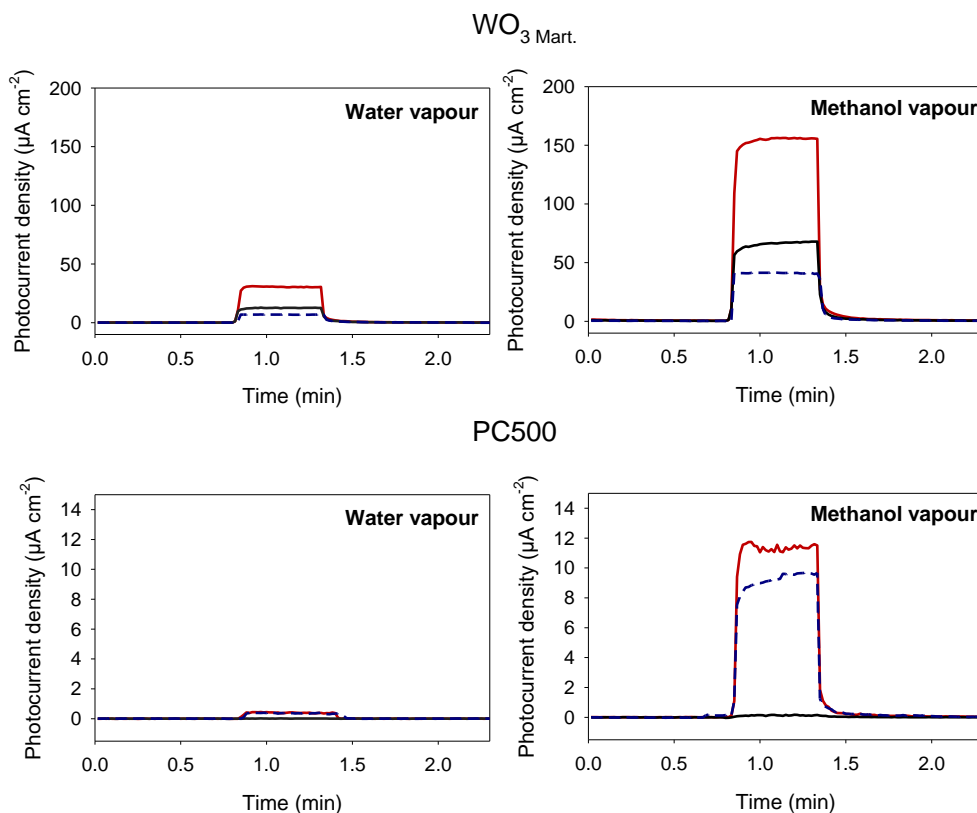 WO3 Mart.
Water vapour
Photocurrent density (µA cm-2)
200
150
100
50
0
0.0 0.5 1.0 1.5 2.0
Time (min)
Methanol vapour
Photocurrent density (µA cm-2)
200
150
100
50
0
0.0 0.5 1.0 1.5 2.0
Time (min)
PC500
Water vapour
Photocurrent density (µA cm-2)
14
12
10
8
6
4
2
0
0.0 0.5 1.0 1.5 2.0
Time (min)
Methanol vapour
Photocurrent density (µA cm-2)
14
12
10
8
6
4
2
0
0.0 0.5 1.0 1.5 2.0
Time (min)